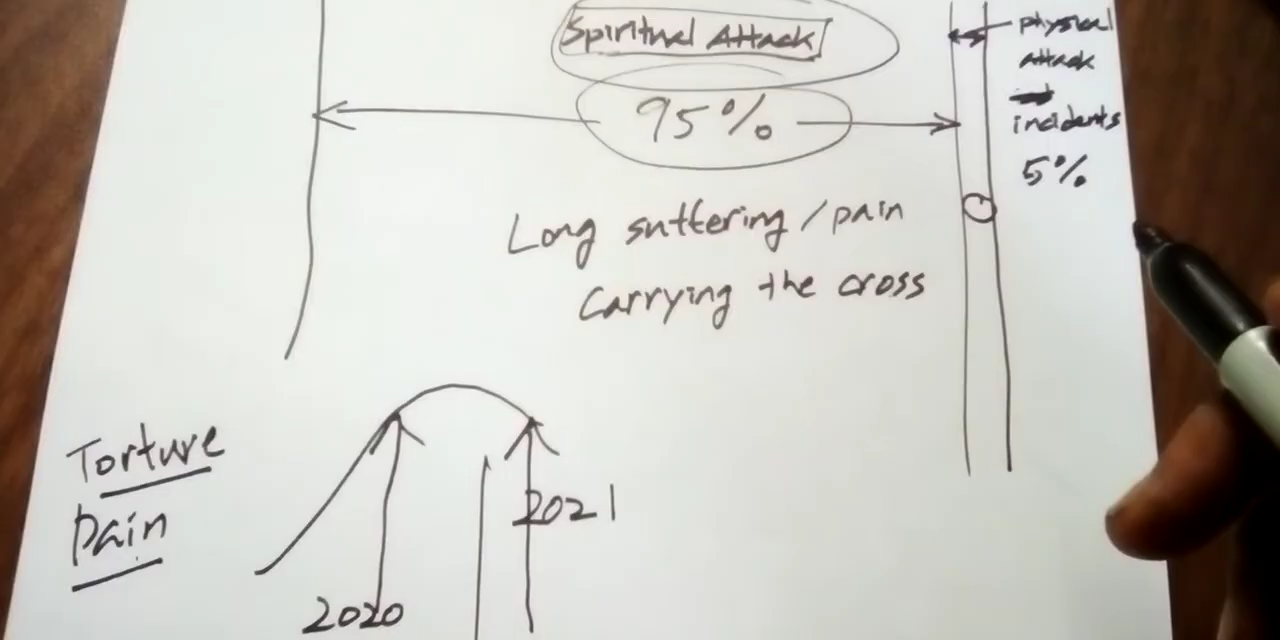 Spiritual Attack
physical
attack
incidents
95%
5%
Long suffering/pain
Carrying the cross
Torture
pain
2021
2020